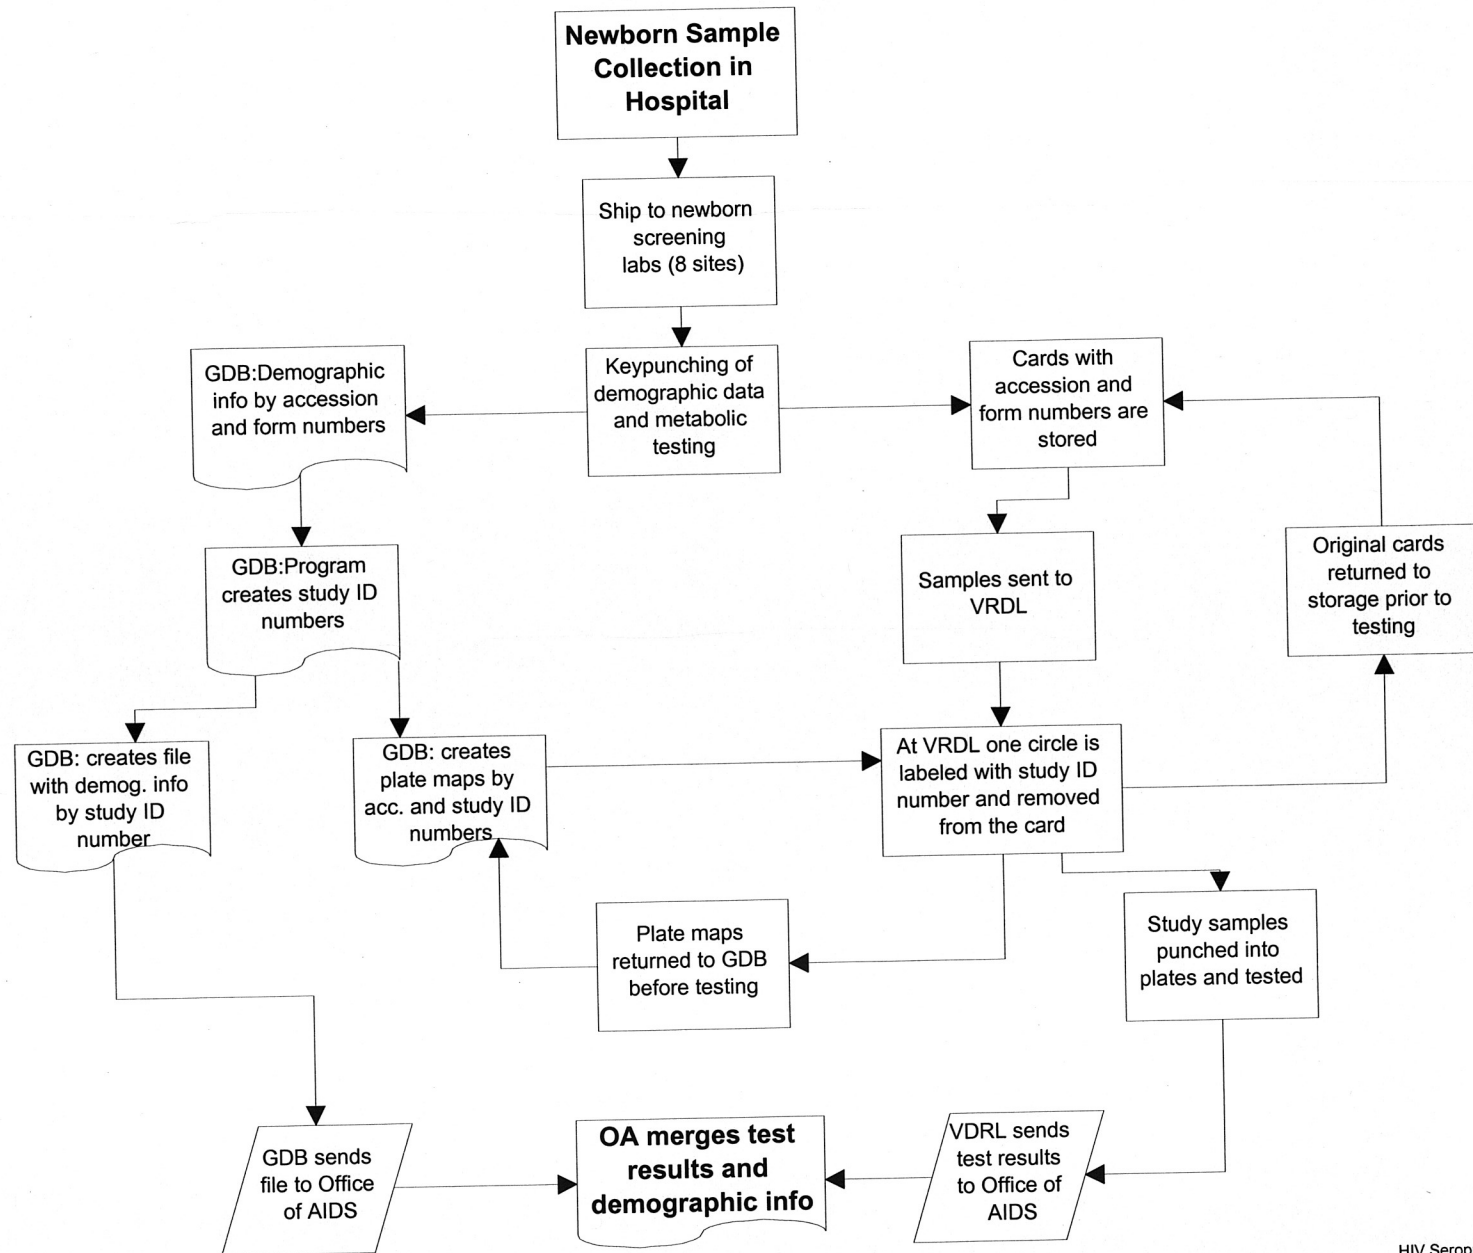 Newborn Sample
Collection in
Hospital
Ship to newborn
screening
labs (8 sites)
GDB:Demographic
info by accession
and form numbers
Keypunching of
demographic data
and metabolic
testing
Cards with
accession and
form numbers are
stored
GDB:Program
creates study ID
numbers
Samples sent to
VRDL
Original cards
returned to
storage prior to
testing
GDB: creates file
with demog. info
by study ID
number
GDB: creates
plate maps by
acc. and study ID
numbers
At VRDL one circle is
labeled with study ID
number and removed
from the card
Plate maps
returned to GDB
before testing
Study samples
punched into
plates and tested
GDB sends
file to Office
of AIDS
OA merges test
results and
demographic info
VDRL sends
test results
to Office of
AIDS
HIV Serop